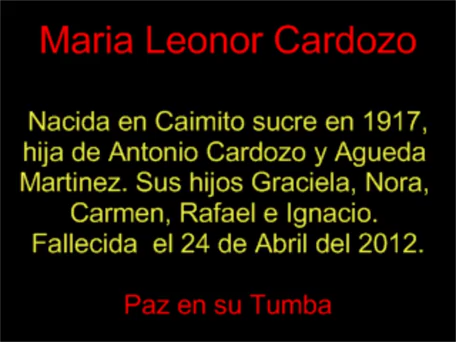 Maria Leonor Cardozo
Nacida en Caimito sucre en 1917,
hija de Antonio Cardozo y Agueda
Martinez. Sus hijos Graciela, Nora,
Carmen, Rafael e Ignacio.
Fallecida el 24 de Abril del 2012.
Paz en su Tumba